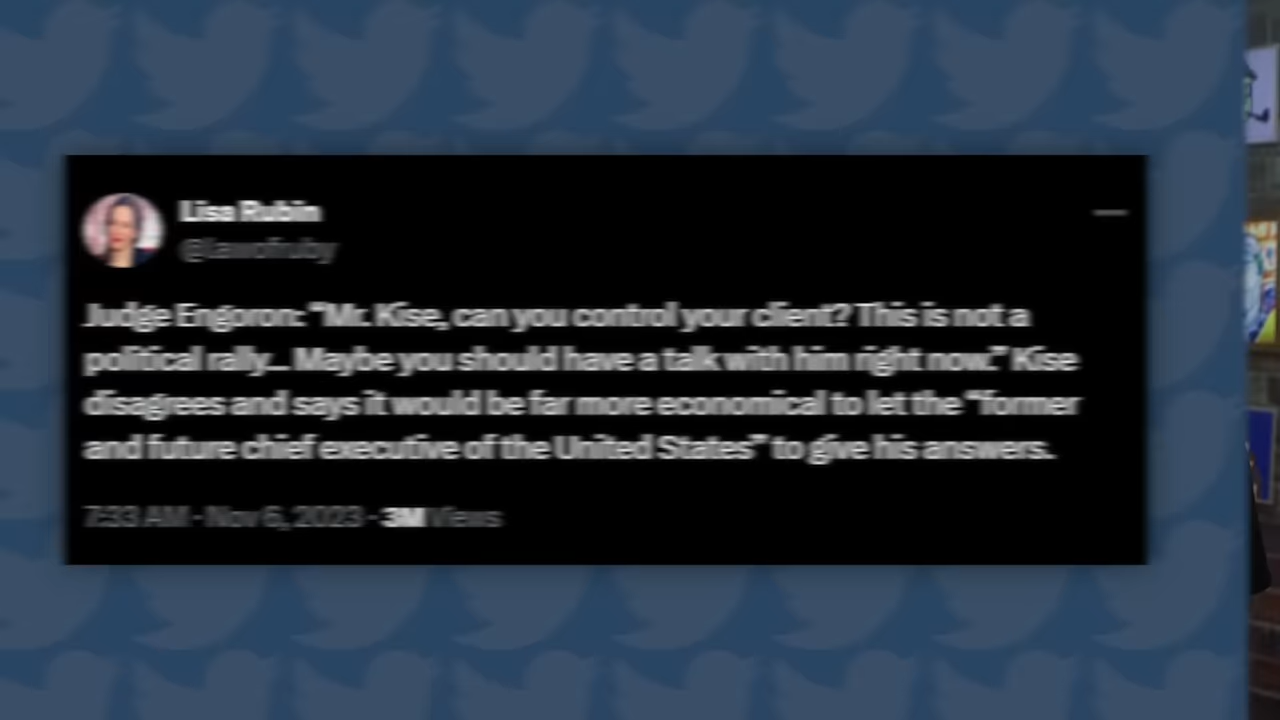 Lisa Rubin
@lawofruby
Judge Engoron: "Mr. Kise, can you control your client? This is not a
political rally... Maybe you should have a talk with him right now." Kise
disagrees and says it would be far more economical to let the "former
and future chief executive of the United States" to give his answers.
7:33 AM · Nov 6, 2023 · 3M Views